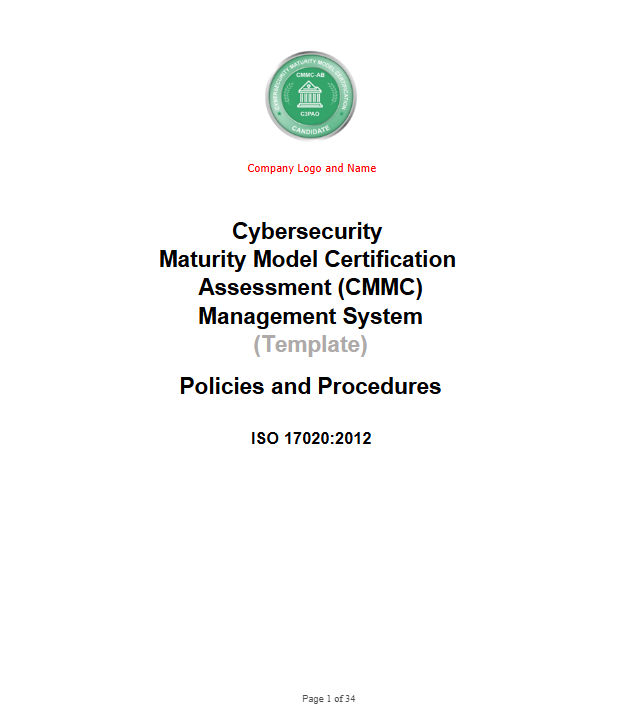 CYBERSECURITY MATURITY MODEL CERTIFICATION
CMMC-AB
C3PAO
CANDIDATE
Company Logo and Name
Cybersecurity
Maturity Model Certification
Assessment (CMMC)
Management System
(Template)
Policies and Procedures
ISO 17020:2012
Page 1 of 34